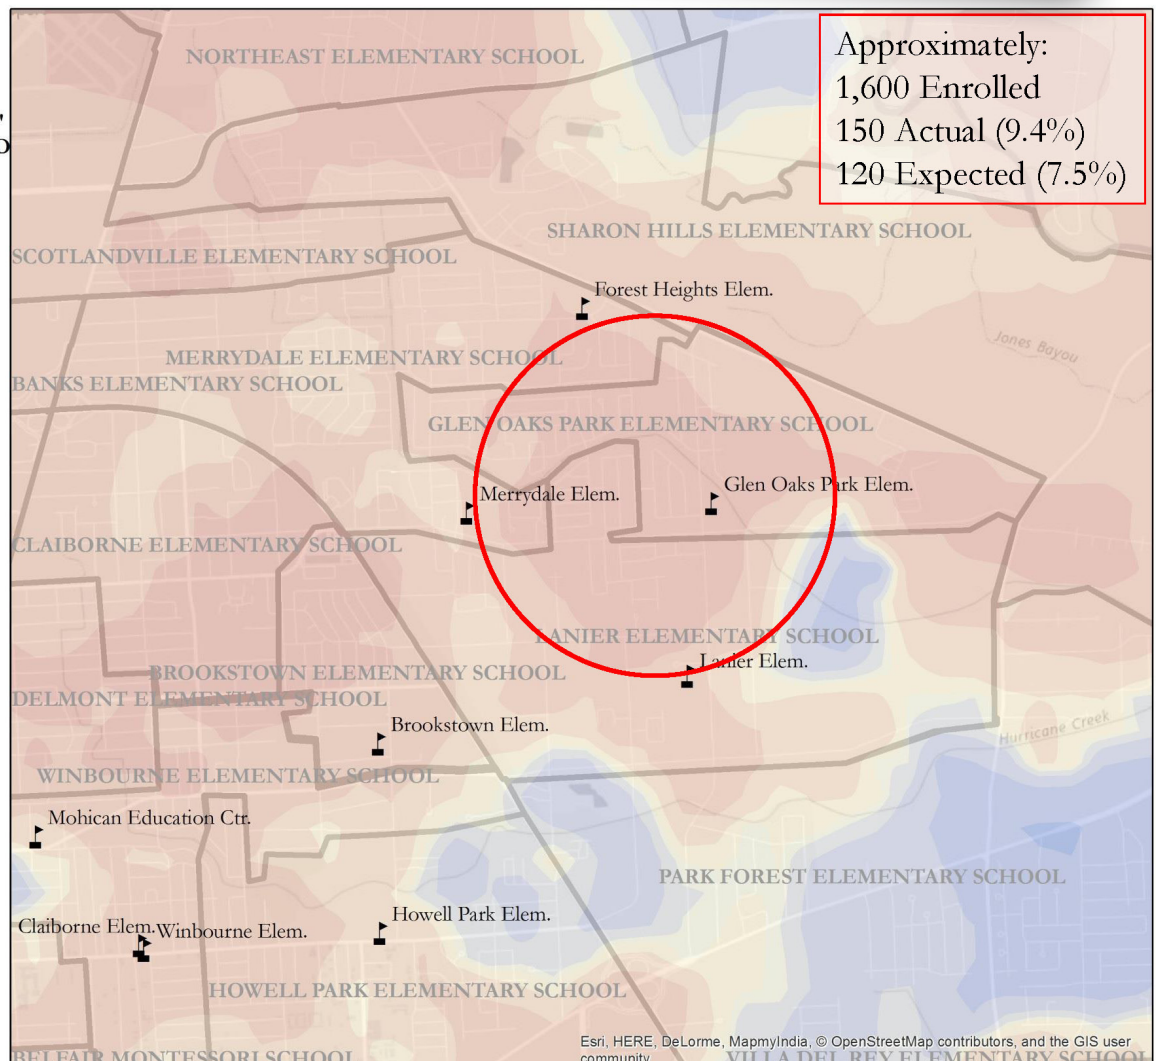 NORTHEAST ELEMENTARY SCHOOL
Approximately:
1,600 Enrolled
150 Actual (9.4%)
120 Expected (7.5%)
SHARON HILLS ELEMENTARY SCHOOL
SCOTLANDVILLE ELEMENTARY SCHOOL
Forest Heights Elem.
Jones Bayou
MERRYDALE ELEMENTARY SCHOOL
BANKS ELEMENTARY SCHOOL
GLEN OAKS PARK ELEMENTARY SCHOOL
Glen Oaks Park Elem.
Merrydale Elem.
CLAIBORNE ELEMENTARY SCHOOL
LANIER ELEMENTARY SCHOOL
Lanier Elem.
BROOKSTOWN ELEMENTARY SCHOOL
DELMONT ELEMENTARY SCHOOL
Brookstown Elem.
Hurricane Creek
WINBOURNE ELEMENTARY SCHOOL
Mohican Education Ctr.
PARK FOREST ELEMENTARY SCHOOL
Howell Park Elem.
Claiborne Elem.
Winbourne Elem.
HOWELL PARK ELEMENTARY SCHOOL
Esri, HERE, DeLorme, MapmyIndia, © OpenStreetMap contributors, and the GIS user
community
BELFAIR MONTESSORI SCHOOL
VILLA DEL REY ELEMENTARY SCHOOL